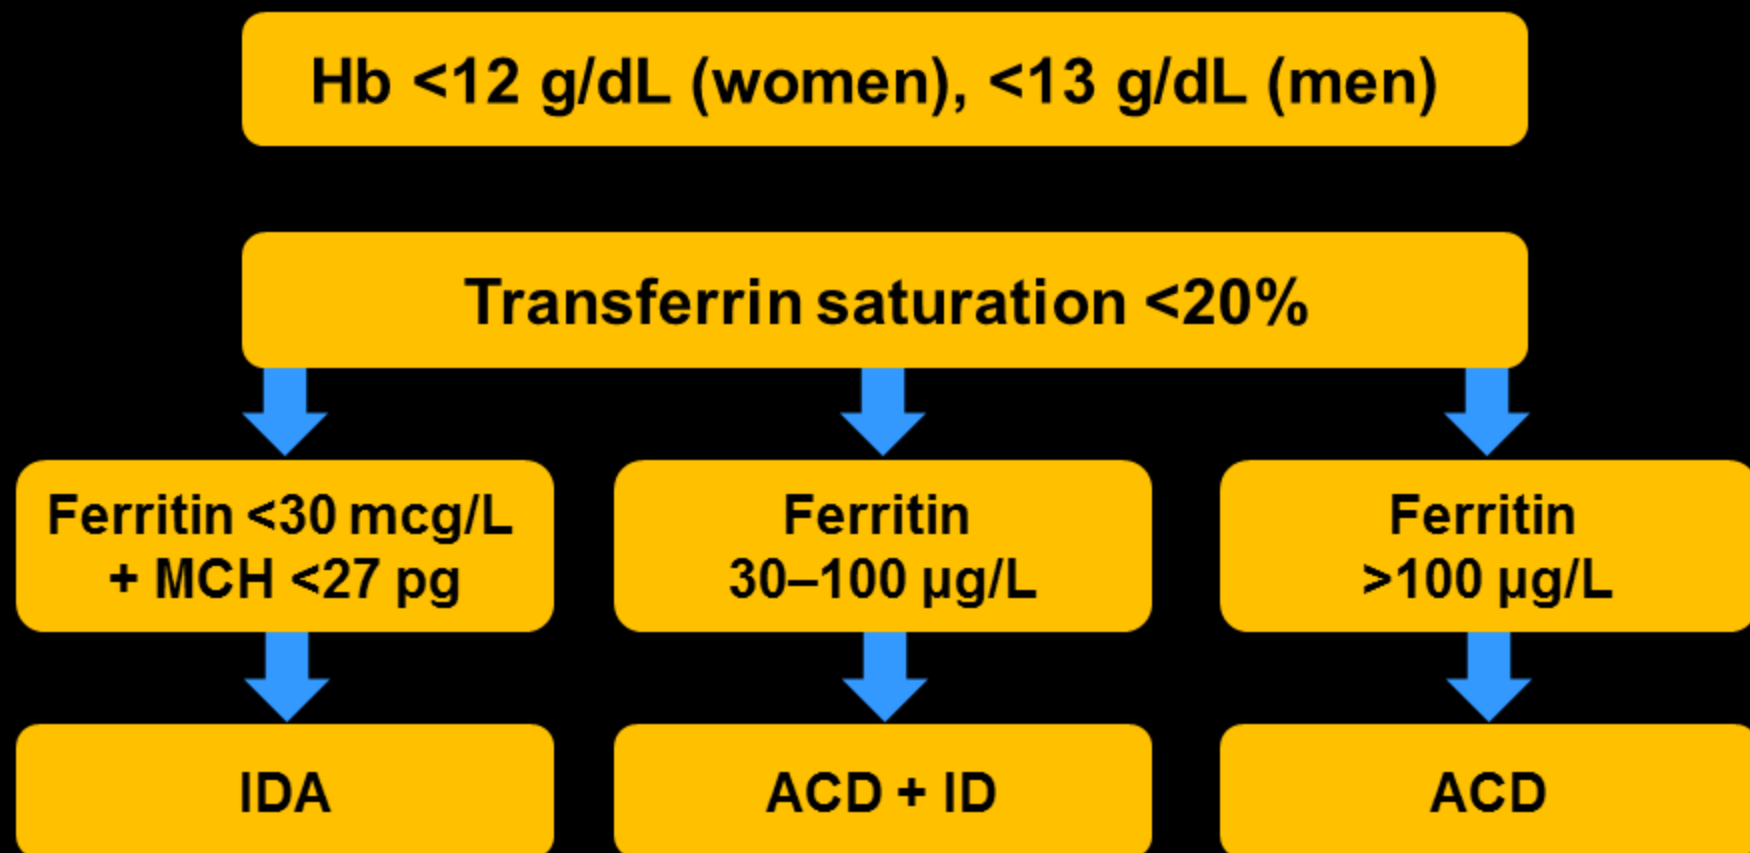 Hb <12 g/dL (women), <13 g/dL (men)
Transferrin saturation <20%
Ferritin <30 mcg/L
+ MCH <27 pg
Ferritin
30–100 µg/L
Ferritin
>100 µg/L
IDA
ACD + ID
ACD